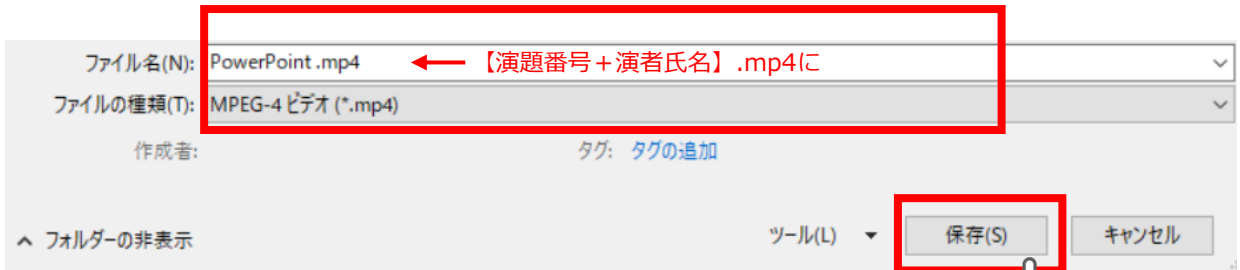 ファイル名(N): PowerPoint.mp4 ← 【演題番号+演者氏名】.mp4に
ファイルの種類(T): MPEG-4 ビデオ (*.mp4)
作成者: タグ: タグの追加
フォルダーの非表示 ツール(L) 保存(S) キャンセル